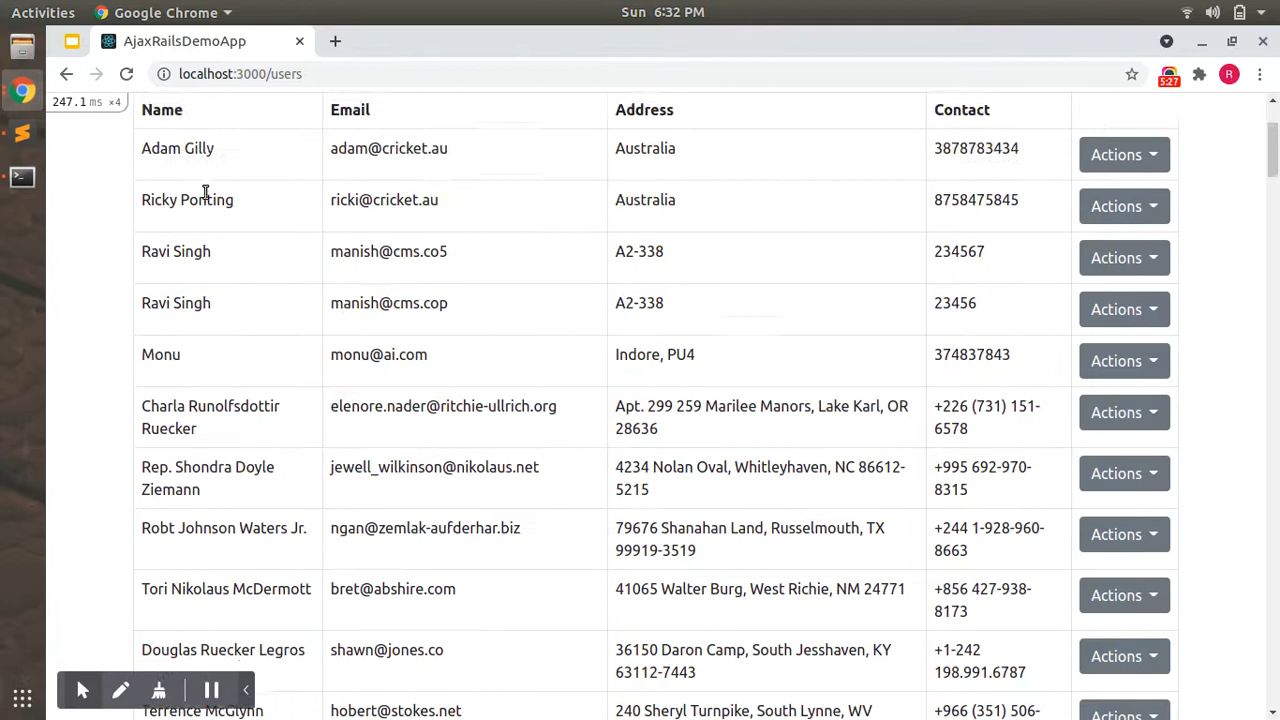 Activities Google Chrome Sun 6:32 PM
AjaxRailsDemoApp
localhost:3000/users R 5:27
247.1 ms ×4
Name Email Address Contact
Adam Gilly adam@cricket.au Australia 3878783434 Actions
Ricky Ponting ricki@cricket.au Australia 8758475845 Actions
Ravi Singh manish@cms.co5 A2-338 234567 Actions
Ravi Singh manish@cms.cop A2-338 23456 Actions
Monu monu@ai.com Indore, PU4 374837843 Actions
Charla Runolfsdottir elenore.nader@ritchie-ullrich.org Apt. 299 259 Marilee Manors, Lake Karl, OR +226 (731) 151- Actions
Ruecker 28636 6578
Rep. Shondra Doyle jewell_wilkinson@nikolaus.net 4234 Nolan Oval, Whitleyhaven, NC 86612- +995 692-970- Actions
Ziemann 5215 8315
Robt Johnson Waters Jr. ngan@zemlak-aufderhar.biz 79676 Shanahan Land, Russelmouth, TX +244 1-928-960- Actions
99919-3519 8663
Tori Nikolaus McDermott bret@abshire.com 41065 Walter Burg, West Richie, NM 24771 +856 427-938- Actions
8173
Douglas Ruecker Legros shawn@jones.co 36150 Daron Camp, South Jesshaven, KY +1-242 Actions
63112-7443 198.991.6787
Terrence McGlynn hobert@stokes.net 240 Sheryl Turnpike, South Lynne, WV +966 (351) 506- Actions